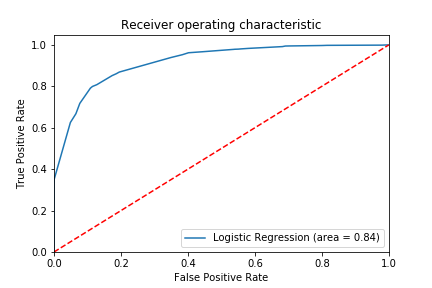 Receiver operating characteristic
True Positive Rate
1.0
0.8
0.6
0.4
0.2
0.0
Logistic Regression (area = 0.84)
0.0 0.2 0.4 0.6 0.8 1.0
False Positive Rate